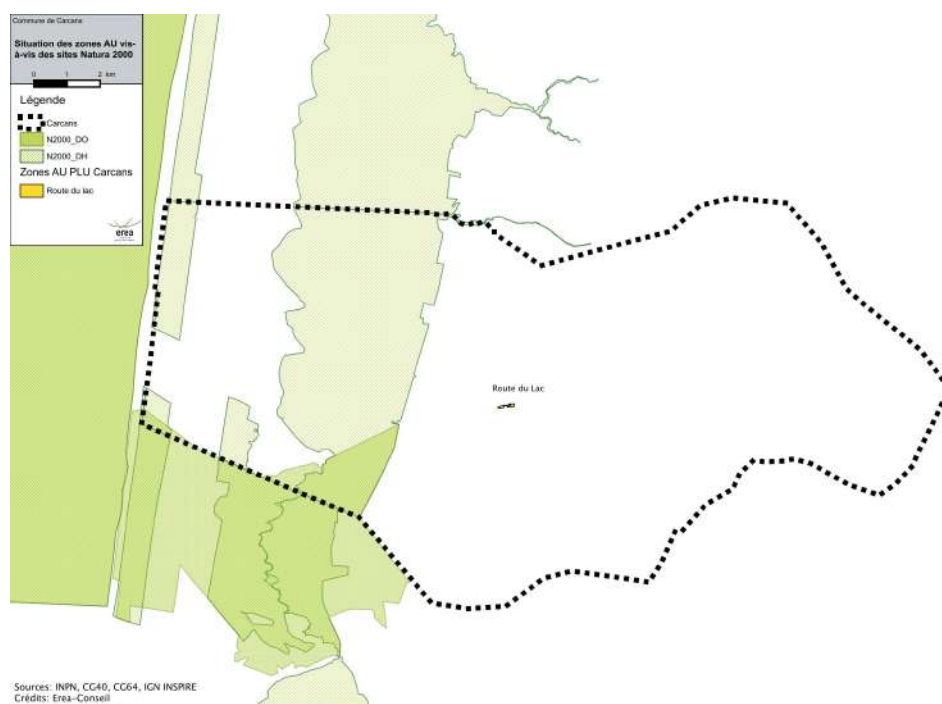 Commune de Carcans
Situation des zones AU vis-
à-vis des sites Natura 2000
0 1 2 km
Légende
Carcans
N2000_DO
N2000_DH
Zones AU PLU Carcans
Route du lac
erea
Route du Lac
Sources: INPN, CG40, CG64, IGN INSPIRE
Crédits: Erea-Conseil